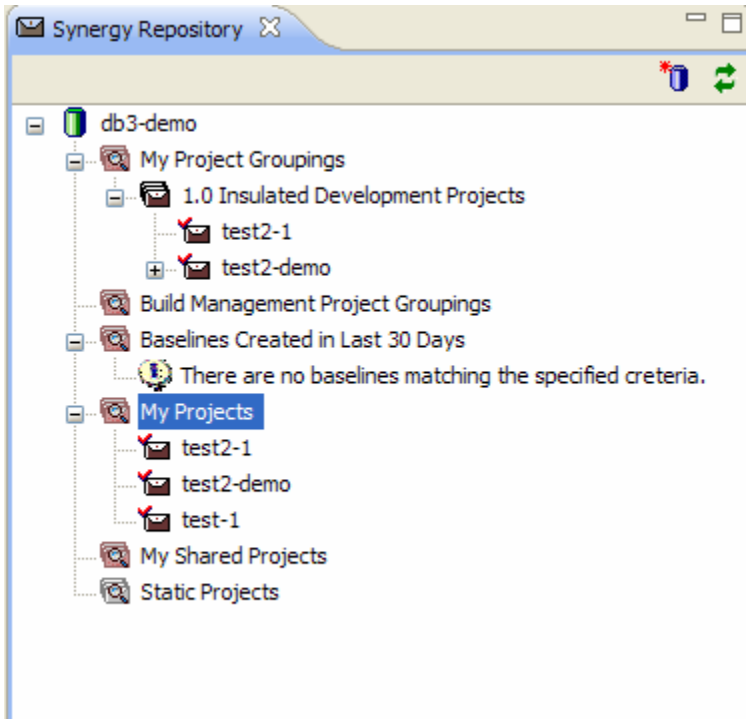 Synergy Repository
db3-demo
My Project Groupings
1.0 Insulated Development Projects
test2-1
test2-demo
Build Management Project Groupings
Baselines Created in Last 30 Days
There are no baselines matching the specified creteria.
My Projects
test2-1
test2-demo
test-1
My Shared Projects
Static Projects